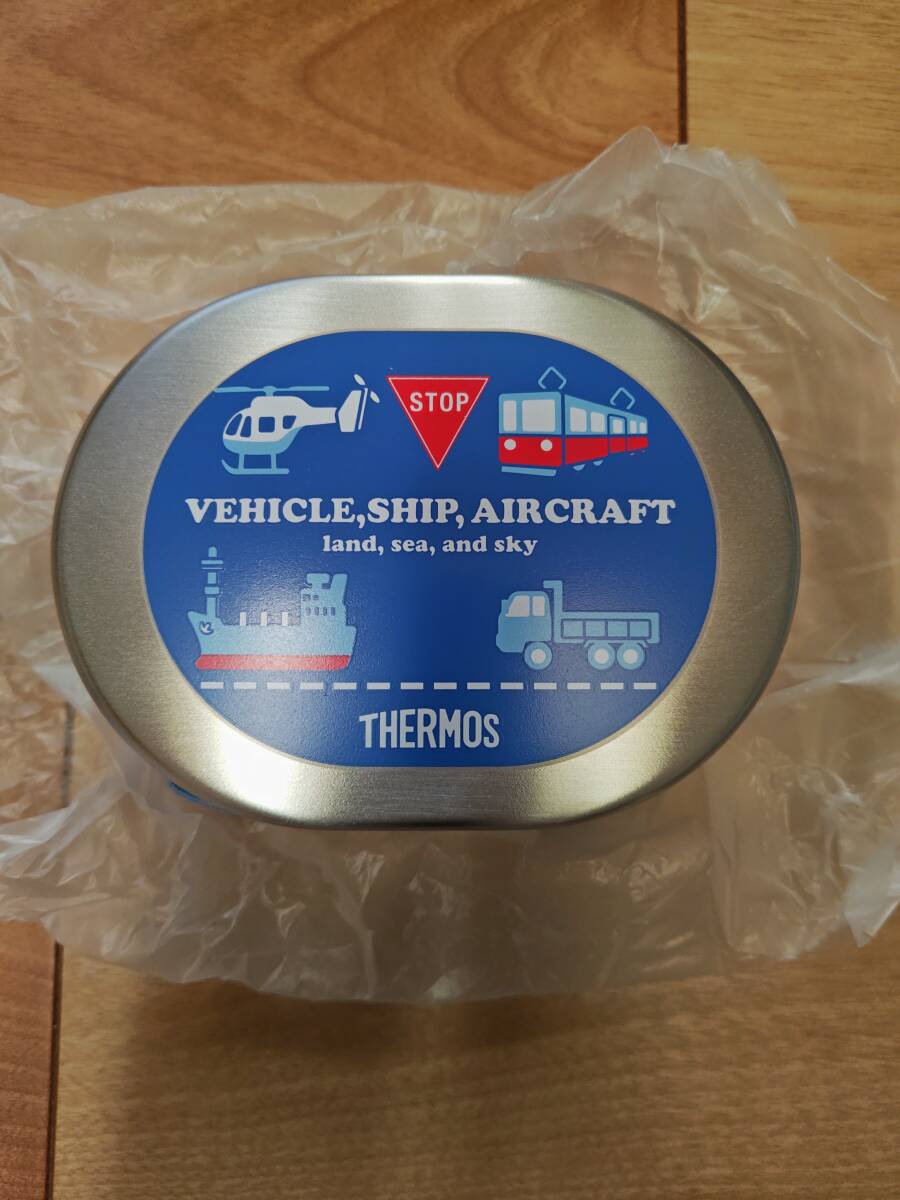 STOP
VEHICLE,SHIP, AIRCRAFT
land, sea, and sky
THERMOS